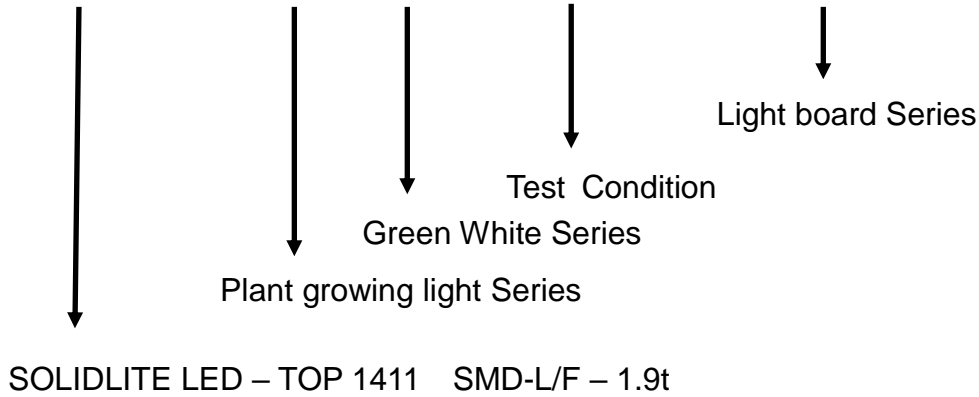 Light board Series
Test Condition
Green White Series
Plant growing light Series
SOLIDLITE LED – TOP 1411 SMD-L/F – 1.9t